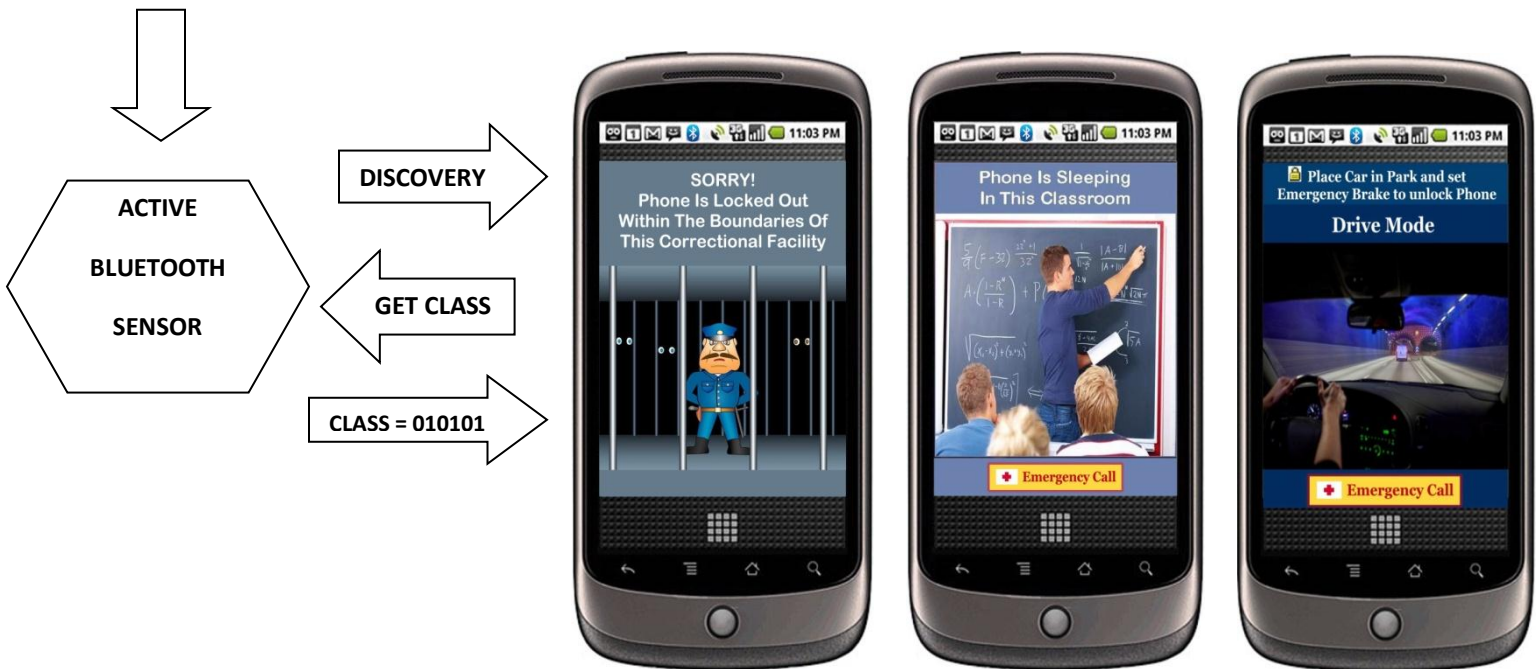 ACTIVE
BLUETOOTH
SENSOR
DISCOVERY
GET CLASS
CLASS = 010101
11:03 PM
SORRY!
Phone Is Locked Out
Within The Boundaries Of
This Correctional Facility
11:03 PM
Phone Is Sleeping
In This Classroom
Emergency Call
11:03 PM
Place Car in Park and set
Emergency Brake to unlock Phone
Drive Mode
Emergency Call